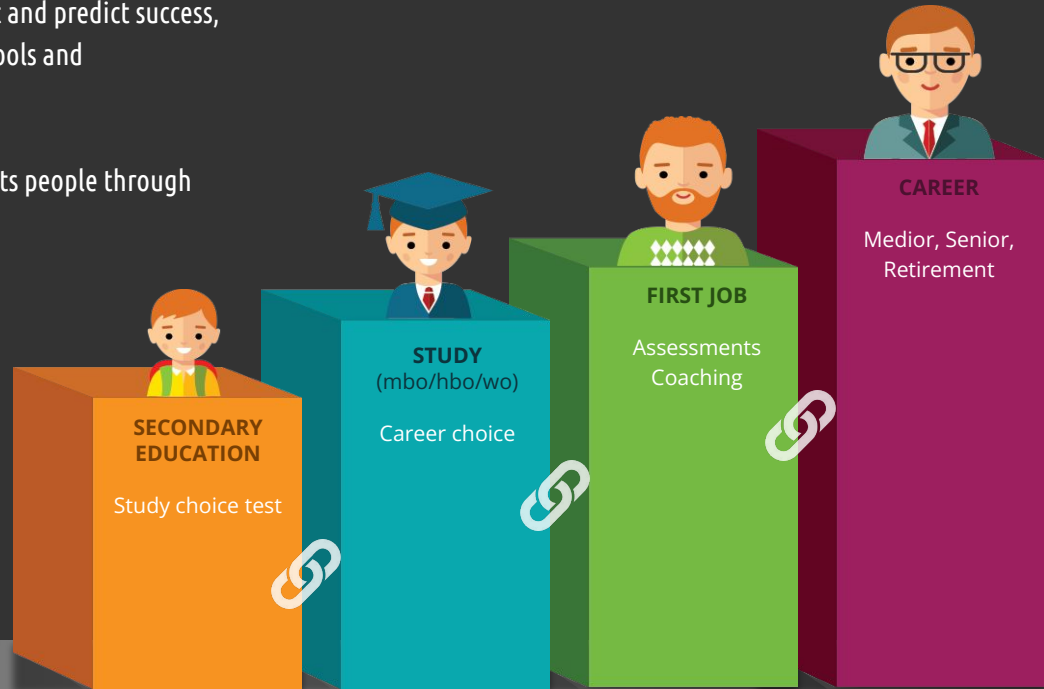 and predict success,
ools and
ts people through
CAREER
Medior, Senior,
Retirement
FIRST JOB
Assessments
Coaching
STUDY
(mbo/hbo/wo)
Career choice
SECONDARY
EDUCATION
Study choice test